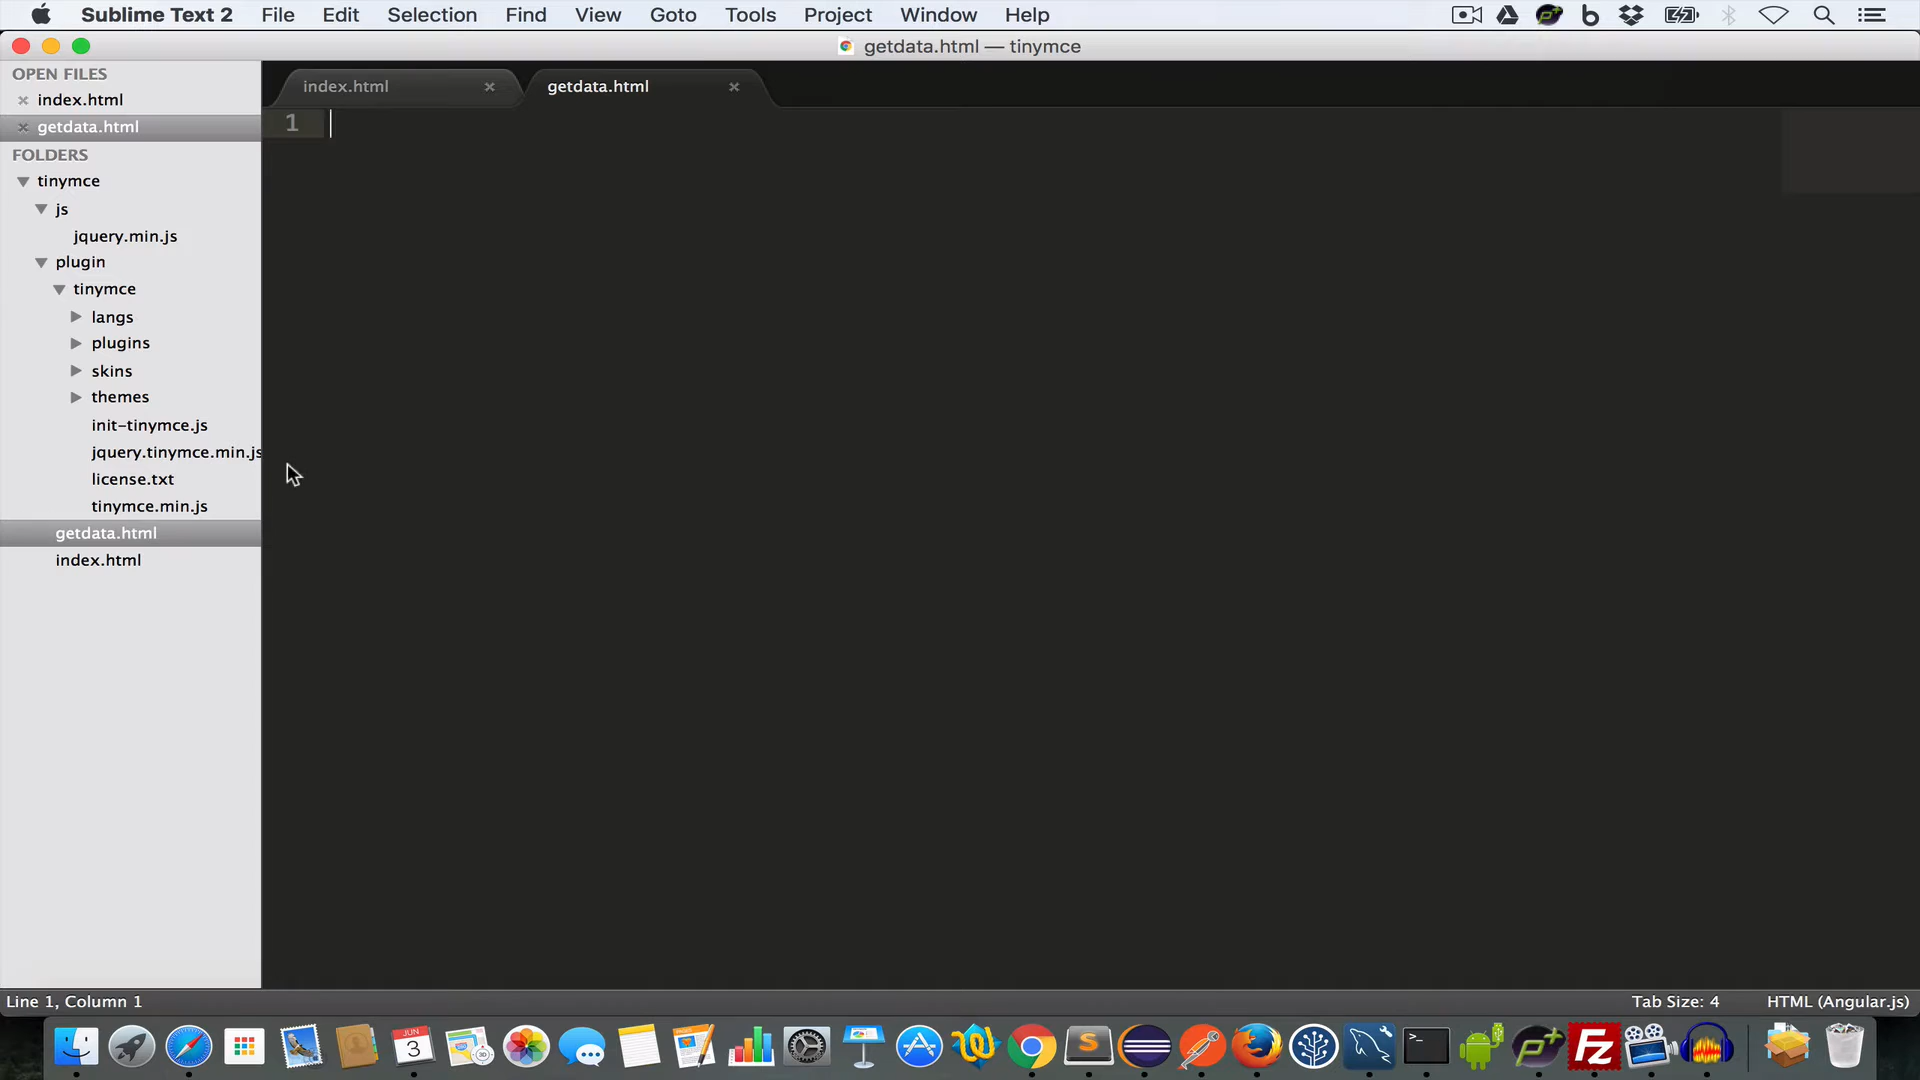 Sublime Text 2 File Edit Selection Find View Goto Tools Project Window Help
getdata.html — tinymce
OPEN FILES
index.html
getdata.html
FOLDERS
tinymce
js
jquery.min.js
plugin
tinymce
langs
plugins
skins
themes
init-tinymce.js
jquery.tinymce.min.js
license.txt
tinymce.min.js
getdata.html
index.html
index.html getdata.html
1
Line 1, Column 1 Tab Size: 4 HTML (Angular.js)
JUN
3